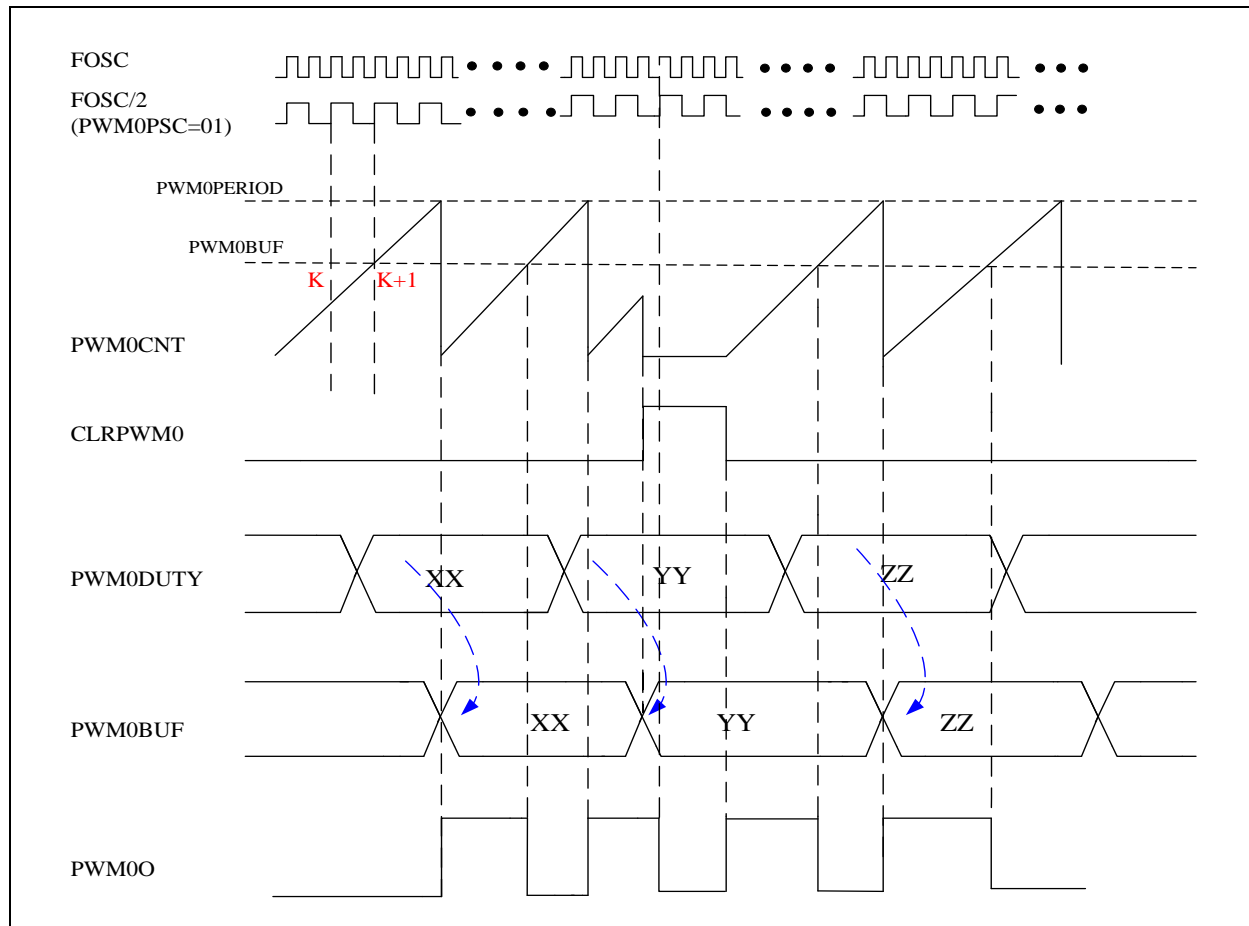 FOSC
FOSC/2
(PWM0PSC=01)
PWM0PERIOD
PWM0BUF
K K+1
PWM0CNT
CLRPWM0
PWM0DUTY XX YY ZZ
PWM0BUF XX YY ZZ
PWM0O